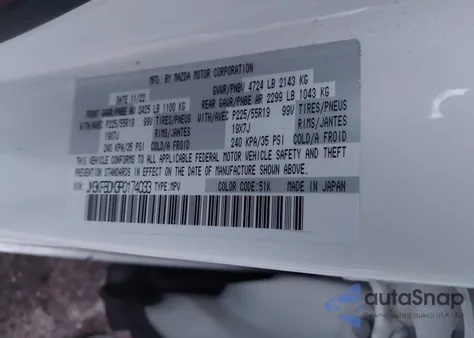 MFD. BY MAZDA MOTOR CORPORATION
DATE 11/22 GVWR/PNBV 4724 LB 2143 KG
FRONT GAWR/PNBE AV 2425 LB 1100 KG REAR GAWR/PNBE AR 2299 LB 1043 KG
WITH/AVEC P225/55R19 99V TIRES/PNEUS WITH/AVEC P225/55R19 99V TIRES/PNEUS
19X7J RIMS/JANTES 19X7J RIMS/JANTES
240 KPA/35 PSI COLD/A FROID 240 KPA/35 PSI COLD/A FROID
THIS VEHICLE CONFORMS TO ALL APPLICABLE FEDERAL MOTOR VEHICLE SAFETY AND THEFT
PREVENTION STANDARDS IN EFFECT ON THE DATE OF MANUFACTURE SHOWN ABOVE.
TYPE:MPV COLOR CODE:51K MADE IN JAPAN
autoSnap